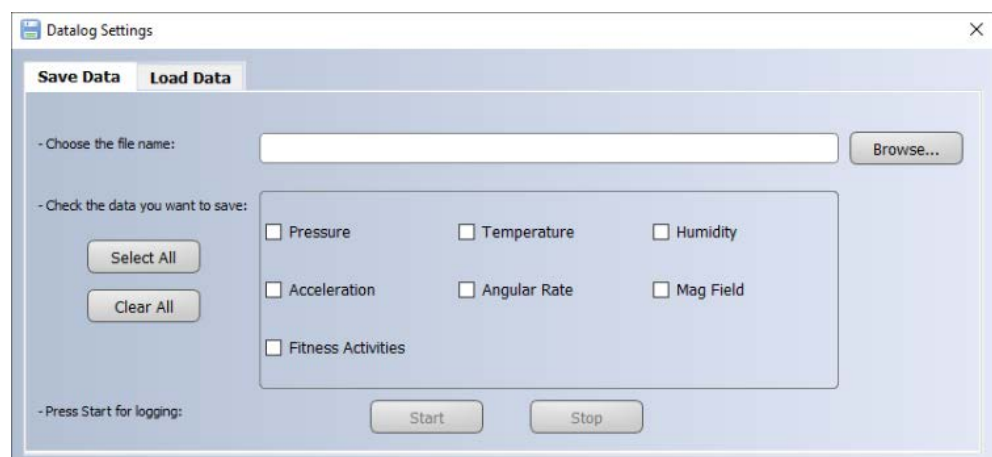 Datalog Settings
Save Data Load Data
- Choose the file name: Browse...
- Check the data you want to save:
Pressure Temperature Humidity
Select All
Acceleration Angular Rate Mag Field
Clear All
Fitness Activities
- Press Start for logging: Start Stop